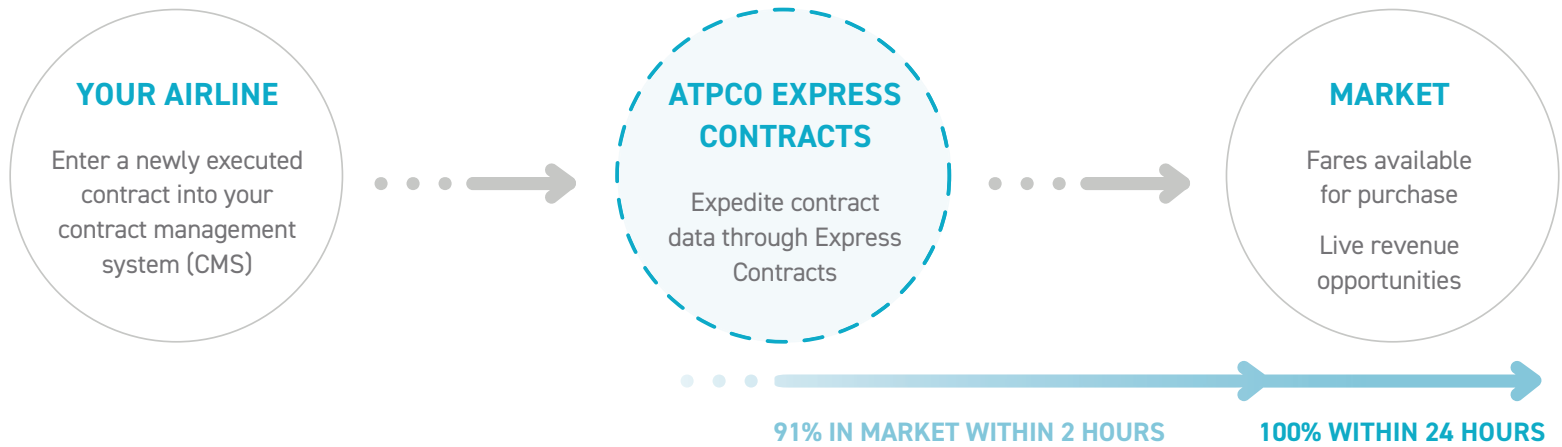 YOUR AIRLINE
Enter a newly executed
contract into your
contract management
system (CMS)
ATPCO EXPRESS
CONTRACTS
Expedite contract
data through Express
Contracts
MARKET
Fares available
for purchase
Live revenue
opportunities
91% IN MARKET WITHIN 2 HOURS
100% WITHIN 24 HOURS